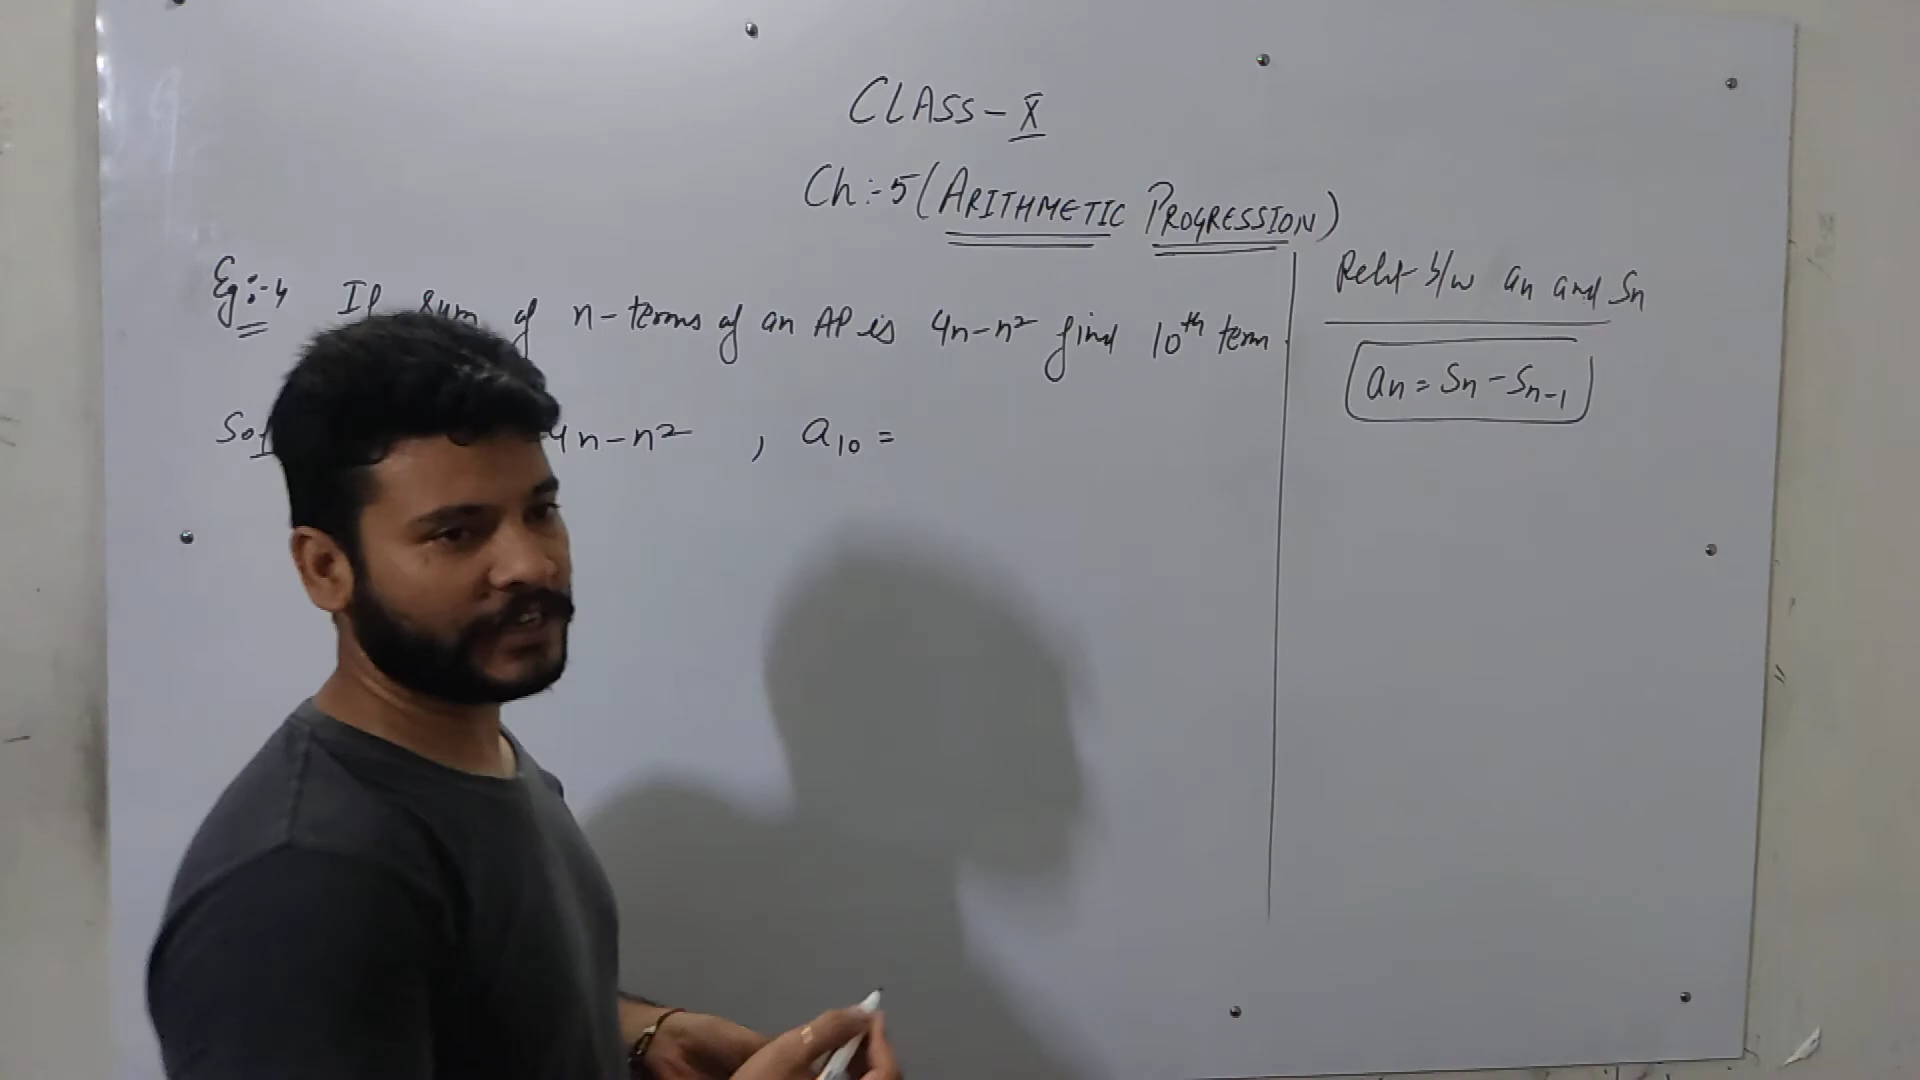 CLASS - X
Ch :- 5 (ARITHMETIC PROGRESSION)
Eg:-4 If sum of n-terms of an AP is 4n-n² find 10th term.
4n-n² , a10 =
Relⁿ b/w an and Sn
an = Sn - Sn-1